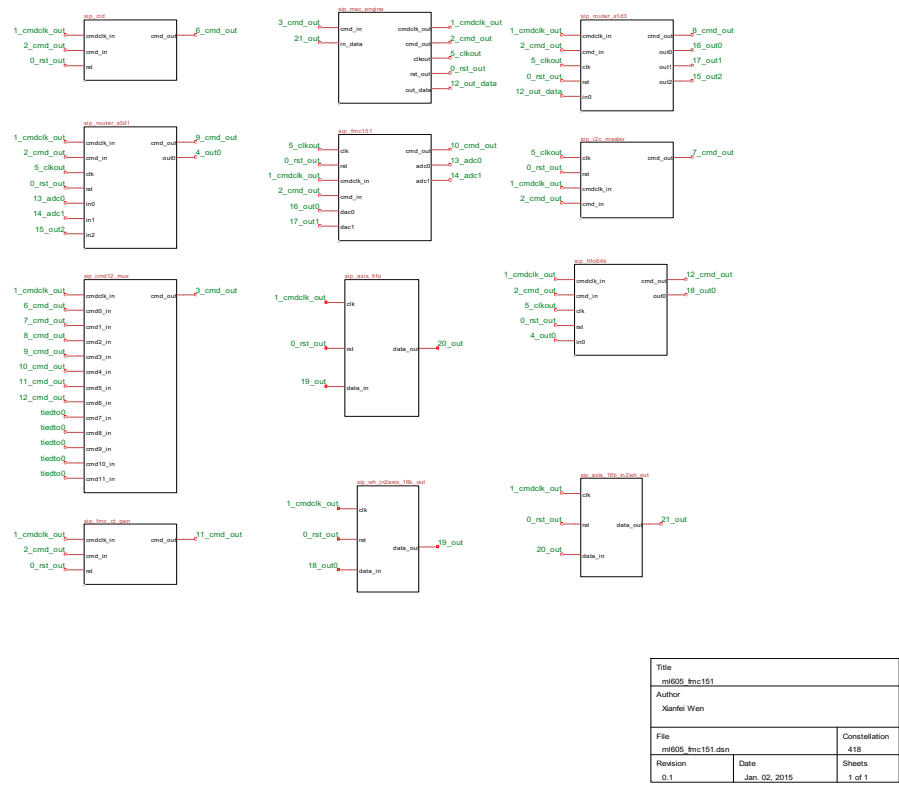 sip_cid
1_cmdclk_out cmdclk_in cmd_out 6_cmd_out
2_cmd_out cmd_in
0_rst_out rst
sip_mac_engine
3_cmd_out cmd_in cmdclk_out 1_cmdclk_out
21_out in_data cmd_out 2_cmd_out
clkout 5_clkout
rst_out 0_rst_out
out_data 12_out_data
sip_router_s1d3
1_cmdclk_out cmdclk_in cmd_out 8_cmd_out
2_cmd_out cmd_in out0 16_out0
5_clkout clk out1 17_out1
0_rst_out rst out2 15_out2
12_out_data in0
sip_router_s3d1
1_cmdclk_out cmdclk_in cmd_out 9_cmd_out
2_cmd_out cmd_in out0 4_out0
5_clkout clk
0_rst_out rst
13_adc0 in0
14_adc1 in1
15_out2 in2
sip_fmc151
5_clkout clk cmd_out 10_cmd_out
0_rst_out rst adc0 13_adc0
1_cmdclk_out cmdclk_in adc1 14_adc1
2_cmd_out cmd_in
16_out0 dac0
17_out1 dac1
sip_i2c_master
5_clkout clk cmd_out 7_cmd_out
0_rst_out rst
1_cmdclk_out cmdclk_in
2_cmd_out cmd_in
sip_cmd12_mux
1_cmdclk_out cmdclk_in cmd_out 3_cmd_out
6_cmd_out cmd0_in
7_cmd_out cmd1_in
8_cmd_out cmd2_in
9_cmd_out cmd3_in
10_cmd_out cmd4_in
11_cmd_out cmd5_in
12_cmd_out cmd6_in
tiedto0 cmd7_in
tiedto0 cmd8_in
tiedto0 cmd9_in
tiedto0 cmd10_in
tiedto0 cmd11_in
sip_axis_fifo
1_cmdclk_out clk
0_rst_out rst data_out 20_out
19_out data_in
sip_fifo64k
1_cmdclk_out cmdclk_in cmd_out 12_cmd_out
2_cmd_out cmd_in out0 18_out0
5_clkout clk
0_rst_out rst
4_out0 in0
sip_fmc_ct_gen
1_cmdclk_out cmdclk_in cmd_out 11_cmd_out
2_cmd_out cmd_in
0_rst_out rst
sip_wh_in2axis_16b_out
1_cmdclk_out clk
0_rst_out rst data_out 19_out
18_out0 data_in
sip_axis_16b_in2wh_out
1_cmdclk_out clk
0_rst_out rst data_out 21_out
20_out data_in
Title
ml605_fmc151
Author
Xianfei Wen
File Constellation
ml605_fmc151.dsn 418
Revision Date Sheets
0.1 Jan. 02, 2015 1 of 1